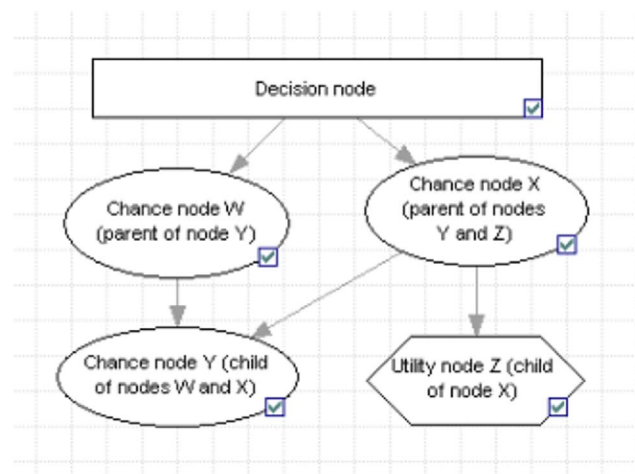 Decision node
Chance node W
(parent of node Y)
Chance node X
(parent of nodes
Y and Z)
Chance node Y (child
of nodes W and X)
Utility node Z (child
of node X)